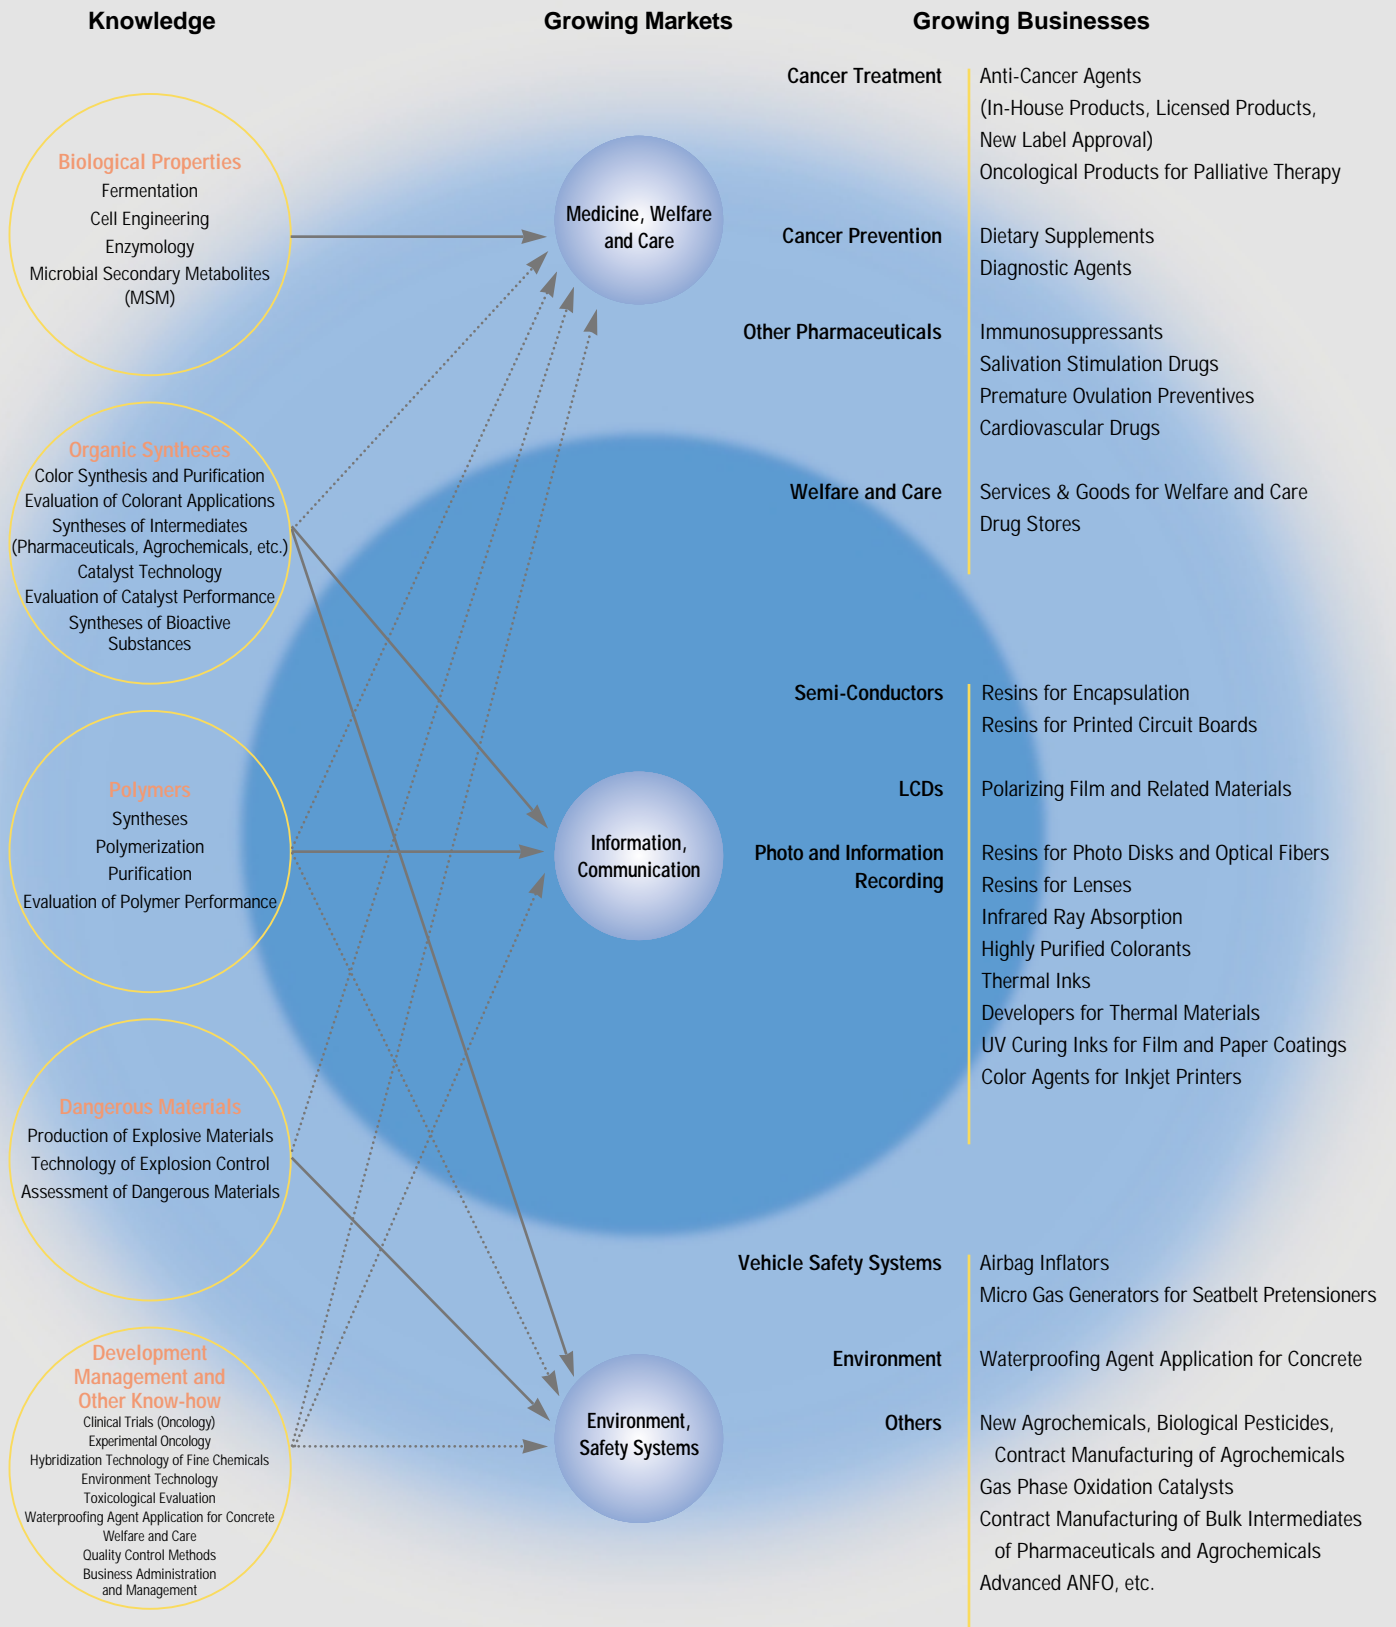 Knowledge
Growing Markets
Growing Businesses
Biological Properties
Fermentation
Cell Engineering
Enzymology
Microbial Secondary Metabolites
(MSM)
Organic Syntheses
Color Synthesis and Purification
Evaluation of Colorant Applications
Syntheses of Intermediates
(Pharmaceuticals, Agrochemicals, etc.)
Catalyst Technology
Evaluation of Catalyst Performance
Syntheses of Bioactive
Substances
Polymers
Syntheses
Polymerization
Purification
Evaluation of Polymer Performance
Dangerous Materials
Production of Explosive Materials
Technology of Explosion Control
Assessment of Dangerous Materials
Development
Management and
Other Know-how
Clinical Trials (Oncology)
Experimental Oncology
Hybridization Technology of Fine Chemicals
Environment Technology
Toxicological Evaluation
Waterproofing Agent Application for Concrete
Welfare and Care
Quality Control Methods
Business Administration
and Management
Medicine, Welfare
and Care
Information,
Communication
Environment,
Safety Systems
Cancer Treatment
Anti-Cancer Agents
(In-House Products, Licensed Products,
New Label Approval)
Oncological Products for Palliative Therapy
Cancer Prevention
Dietary Supplements
Diagnostic Agents
Other Pharmaceuticals
Immunosuppressants
Salivation Stimulation Drugs
Premature Ovulation Preventives
Cardiovascular Drugs
Welfare and Care
Services & Goods for Welfare and Care
Drug Stores
Semi-Conductors
Resins for Encapsulation
Resins for Printed Circuit Boards
LCDs
Polarizing Film and Related Materials
Photo and Information
Recording
Resins for Photo Disks and Optical Fibers
Resins for Lenses
Infrared Ray Absorption
Highly Purified Colorants
Thermal Inks
Developers for Thermal Materials
UV Curing Inks for Film and Paper Coatings
Color Agents for Inkjet Printers
Vehicle Safety Systems
Airbag Inflators
Micro Gas Generators for Seatbelt Pretensioners
Environment
Waterproofing Agent Application for Concrete
Others
New Agrochemicals, Biological Pesticides,
Contract Manufacturing of Agrochemicals
Gas Phase Oxidation Catalysts
Contract Manufacturing of Bulk Intermediates
of Pharmaceuticals and Agrochemicals
Advanced ANFO, etc.